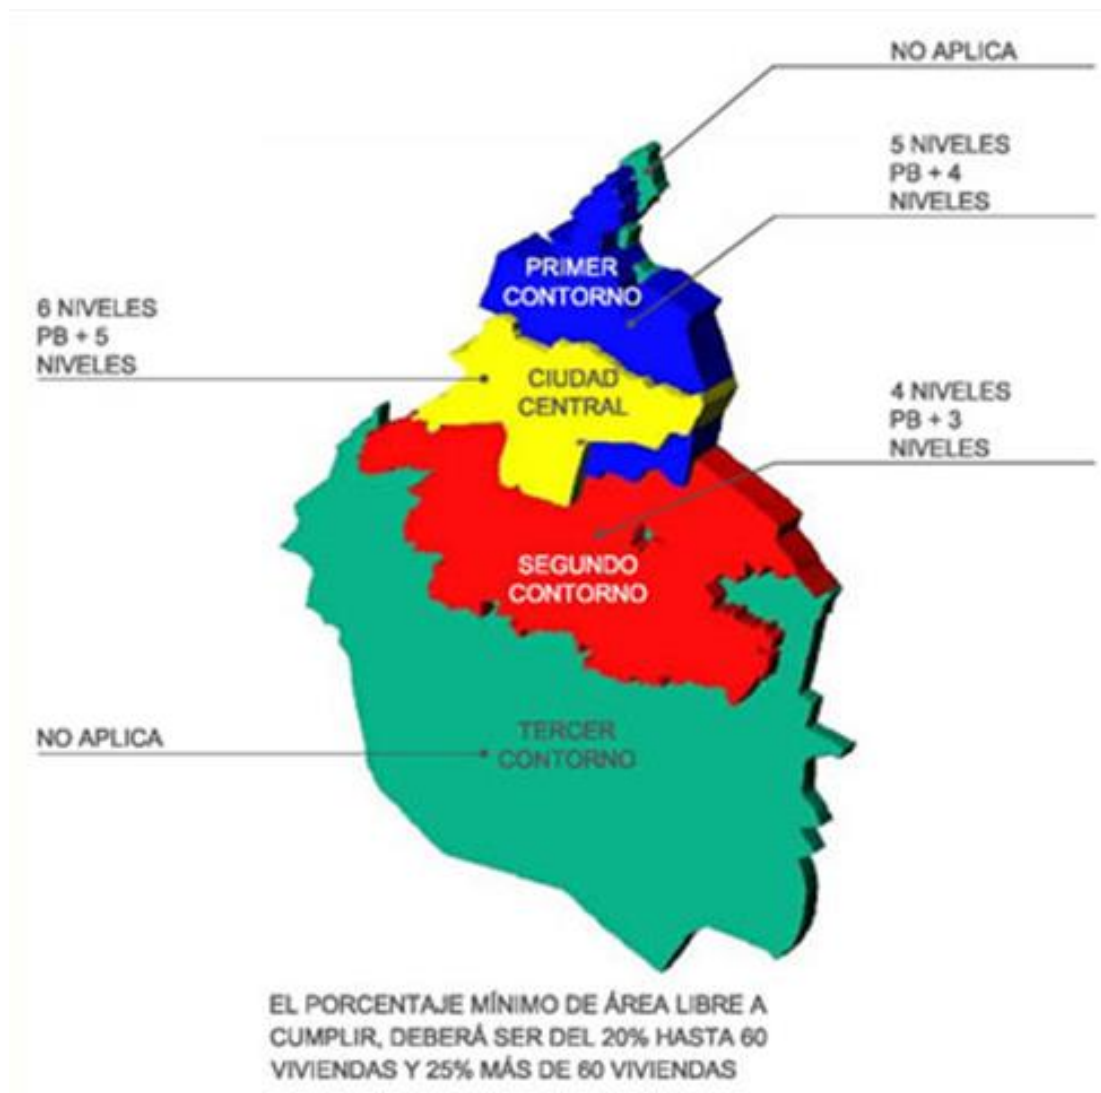 NO APLICA
5 NIVELES
PB + 4
NIVELES
PRIMER
CONTORNO
6 NIVELES
PB + 5
NIVELES
CIUDAD
CENTRAL
4 NIVELES
PB + 3
NIVELES
SEGUNDO
CONTORNO
TERCER
CONTORNO
NO APLICA
EL PORCENTAJE MÍNIMO DE ÁREA LIBRE A
CUMPLIR, DEBERÁ SER DEL 20% HASTA 60
VIVIENDAS Y 25% MÁS DE 60 VIVIENDAS